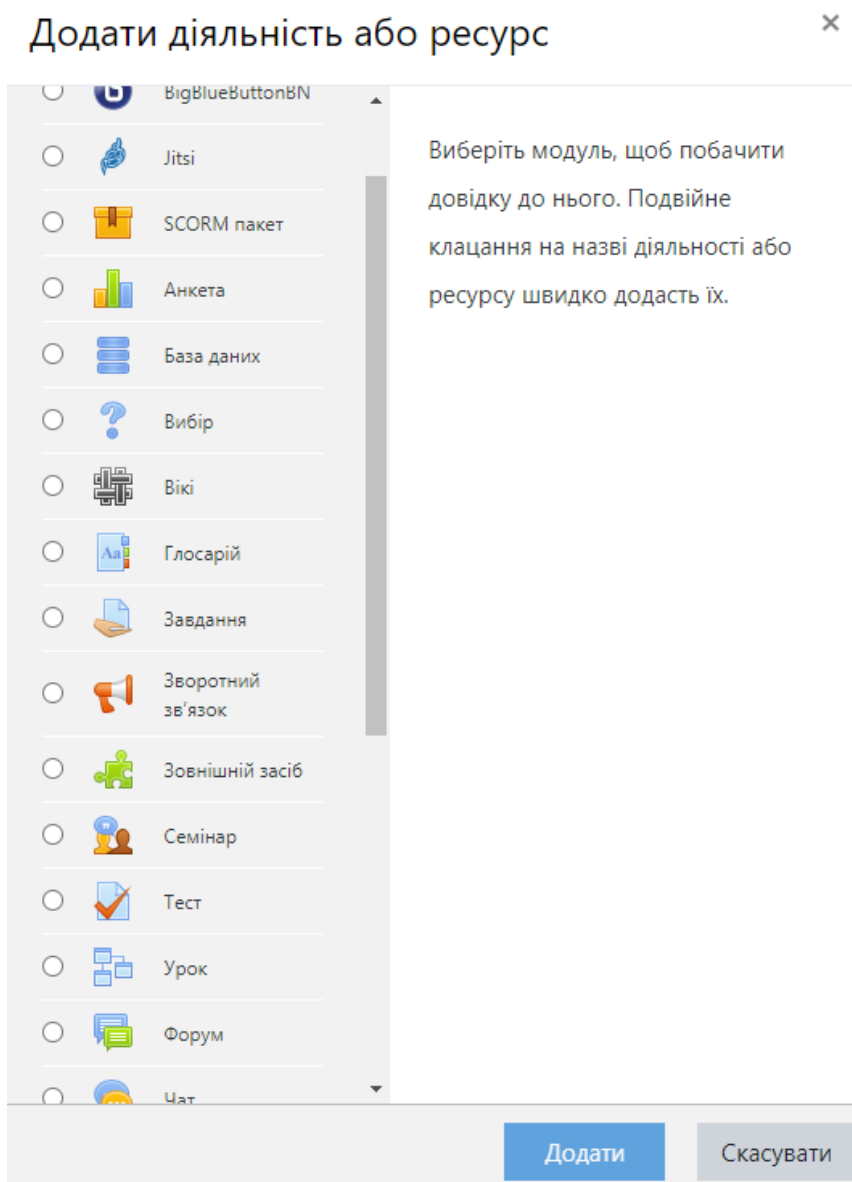 Додати діяльність або ресурс
×
BigBlueButtonBN
Jitsi
SCORM пакет
Анкета
База даних
Вибір
Вікі
Глосарій
Завдання
Зворотний
зв'язок
Зовнішній засіб
Семінар
Тест
Урок
Форум
Чат
Виберіть модуль, щоб побачити
довідку до нього. Подвійне
клацання на назві діяльності або
ресурсу швидко додасть їх.
Додати
Скасувати